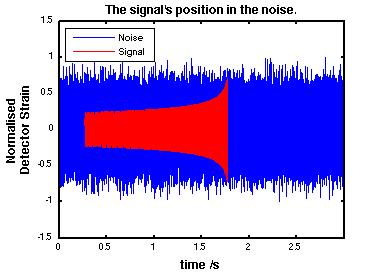 The signal's position in the noise.
Noise
Signal
Normalised
Detector Strain
1.5
1
0.5
0
-0.5
-1
-1.5
0
0.5
1
1.5
2
2.5
time /s